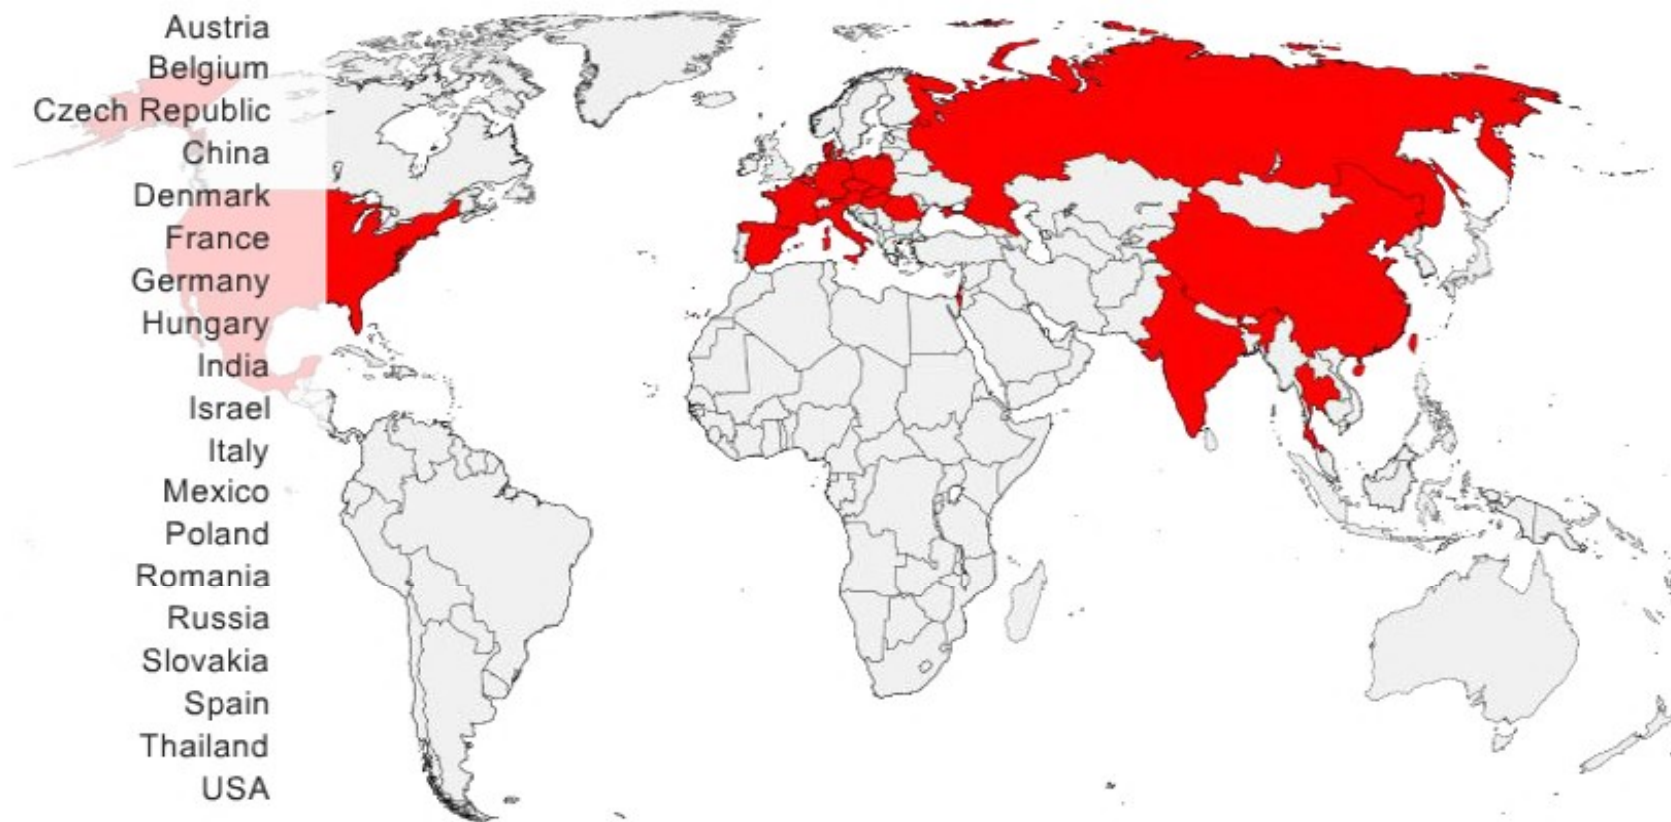 Austria
Belgium
Czech Republic
China
Denmark
France
Germany
Hungary
India
Israel
Italy
Mexico
Poland
Romania
Russia
Slovakia
Spain
Thailand
USA